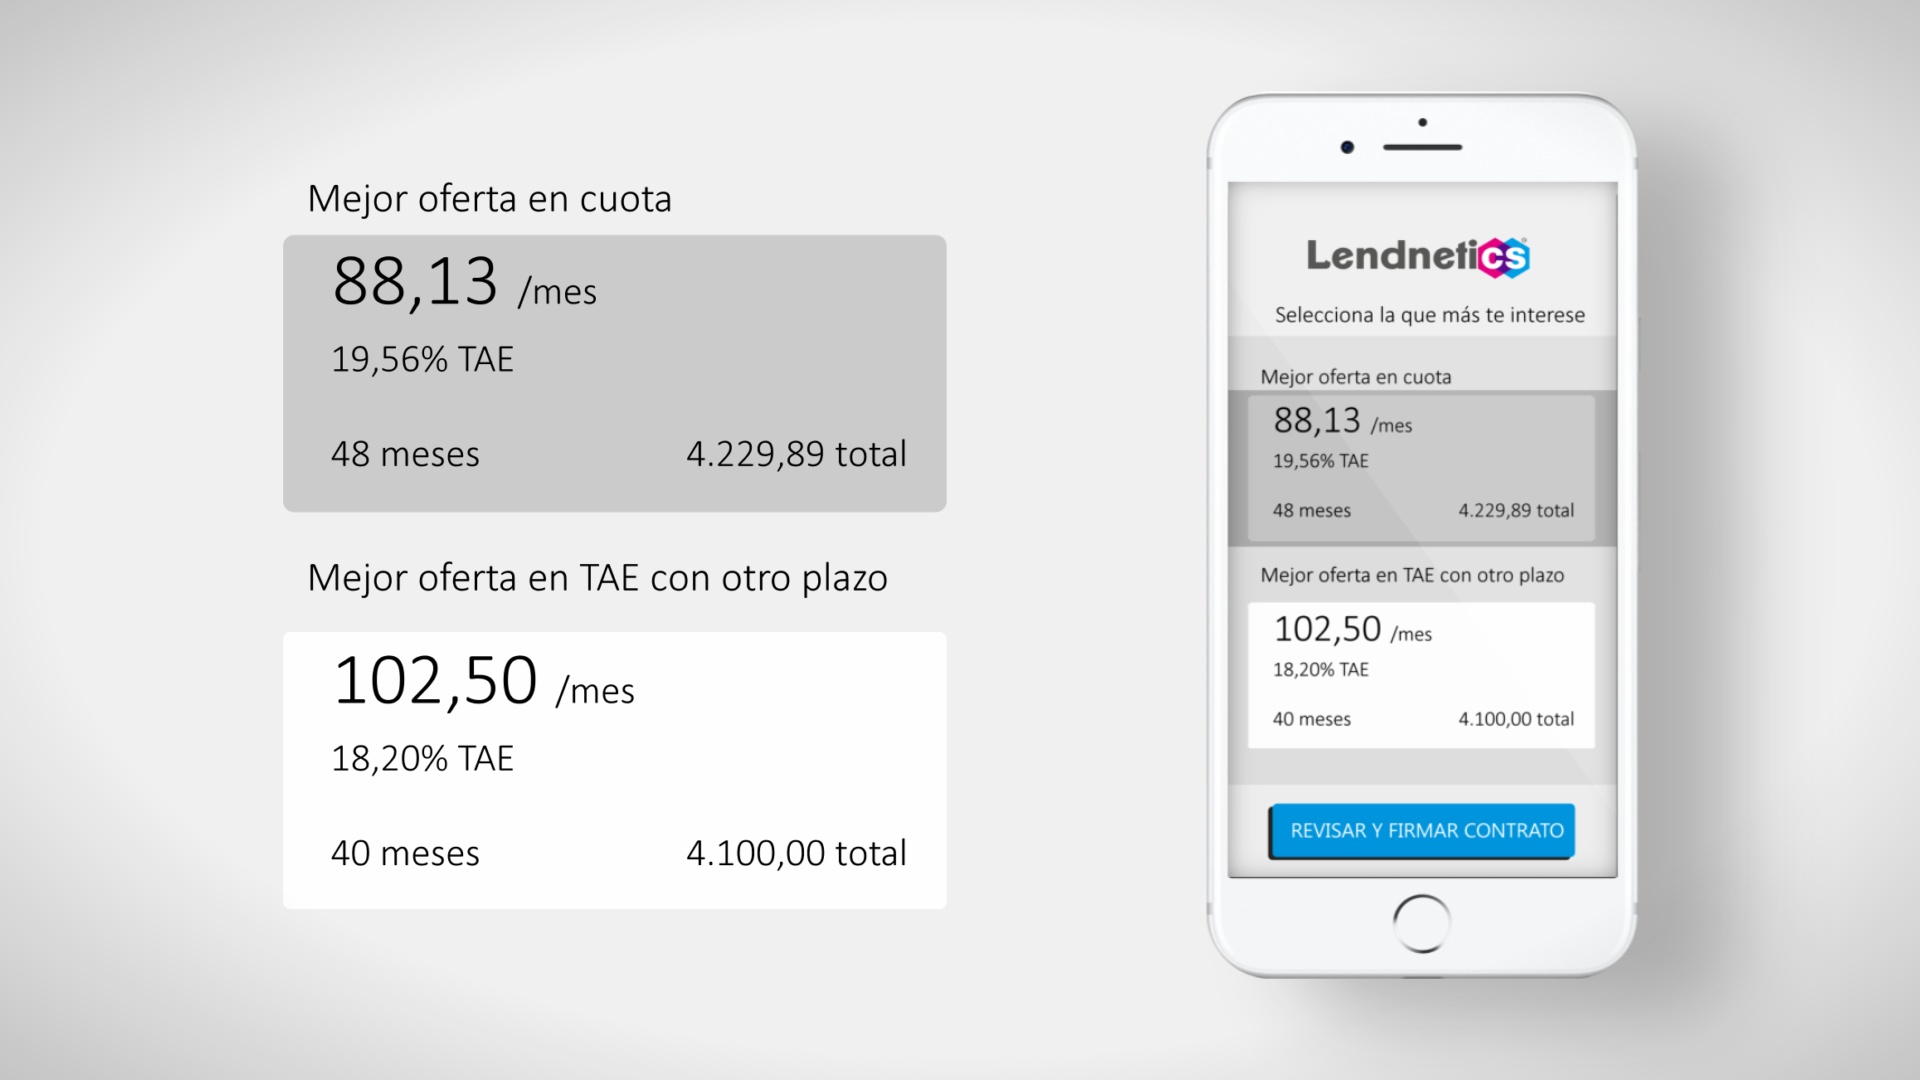 Mejor oferta en cuota
88,13 /mes
19,56% TAE
48 meses 4.229,89 total
Mejor oferta en TAE con otro plazo
102,50 /mes
18,20% TAE
40 meses 4.100,00 total
Lendnetics
Selecciona la que más te interese
Mejor oferta en cuota
88,13 /mes
19,56% TAE
48 meses 4.229,89 total
Mejor oferta en TAE con otro plazo
102,50 /mes
18,20% TAE
40 meses 4.100,00 total
REVISAR Y FIRMAR CONTRATO